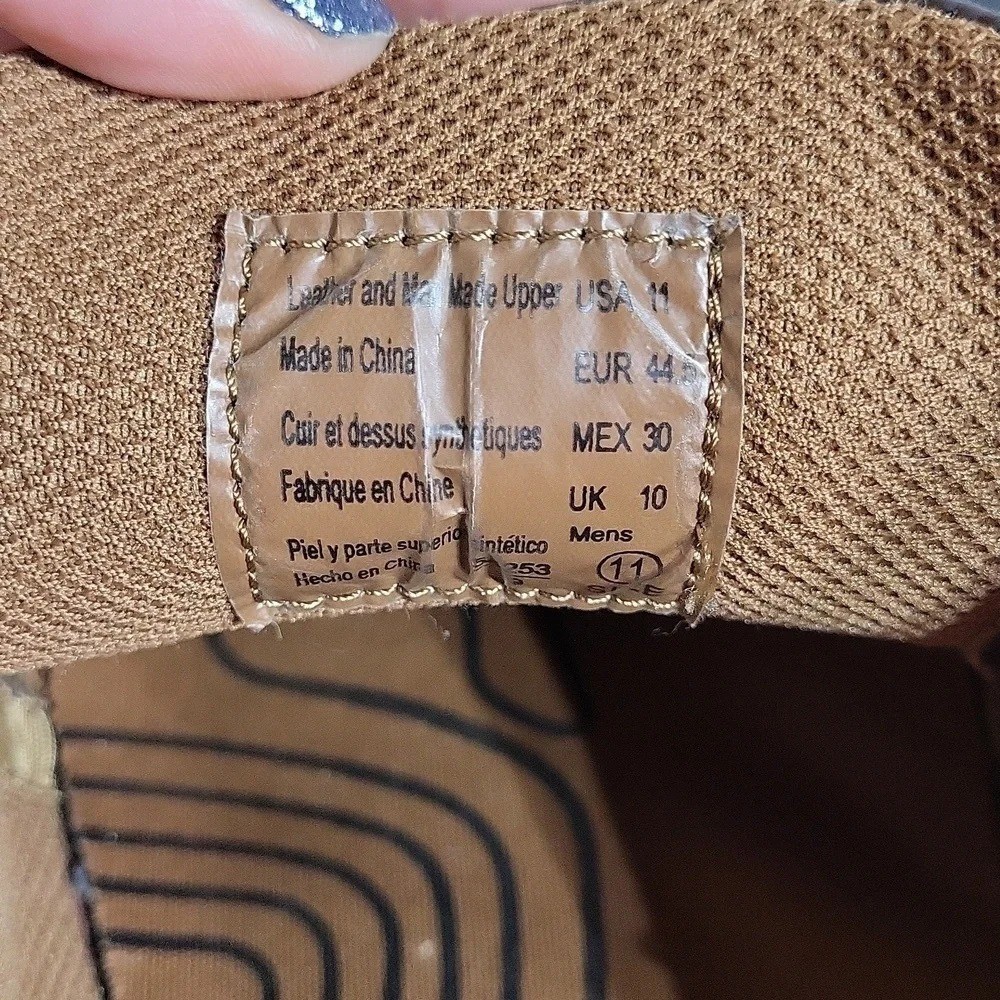 Leather and Man Made Upper USA 11
Made in China EUR 44.5
Cuir et dessus synthetiques MEX 30
Fabrique en Chine UK 10
Mens
Piel y parte superior sintético
Hecho en China 253 11